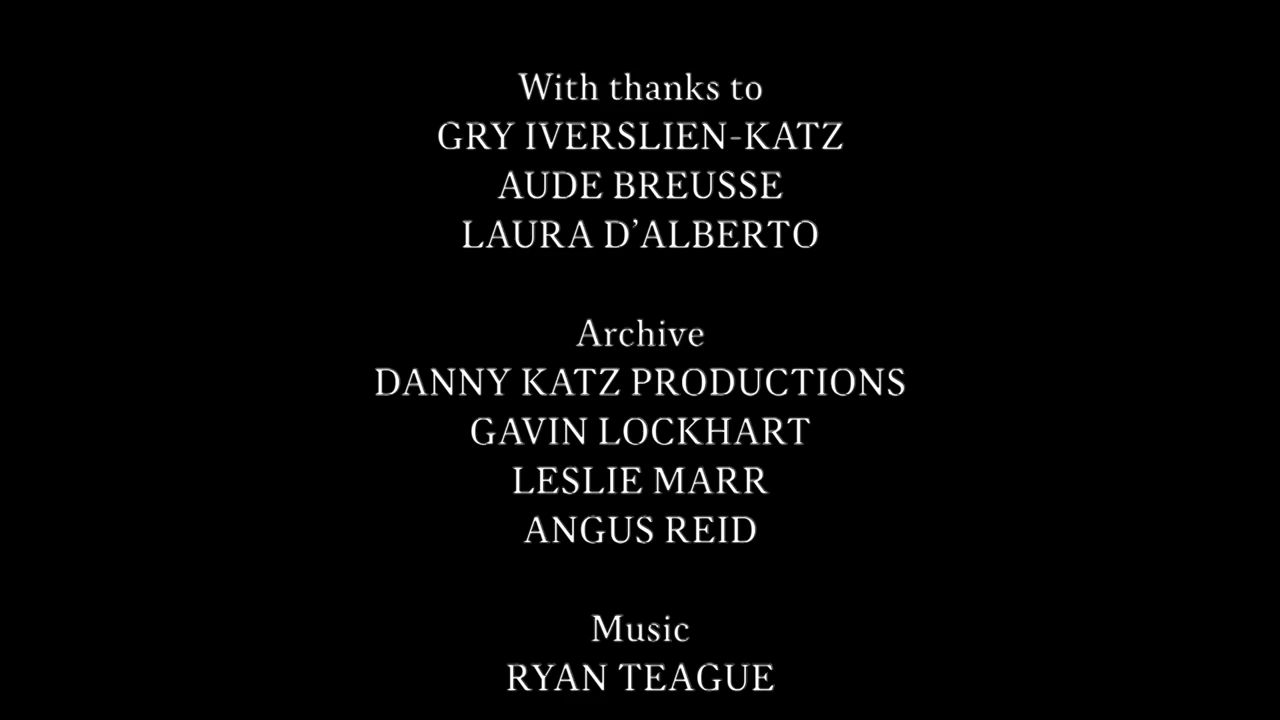 With thanks to
GRY IVERSLIEN-KATZ
AUDE BREUSSE
LAURA D’ALBERTO
Archive
DANNY KATZ PRODUCTIONS
GAVIN LOCKHART
LESLIE MARR
ANGUS REID
Music
RYAN TEAGUE